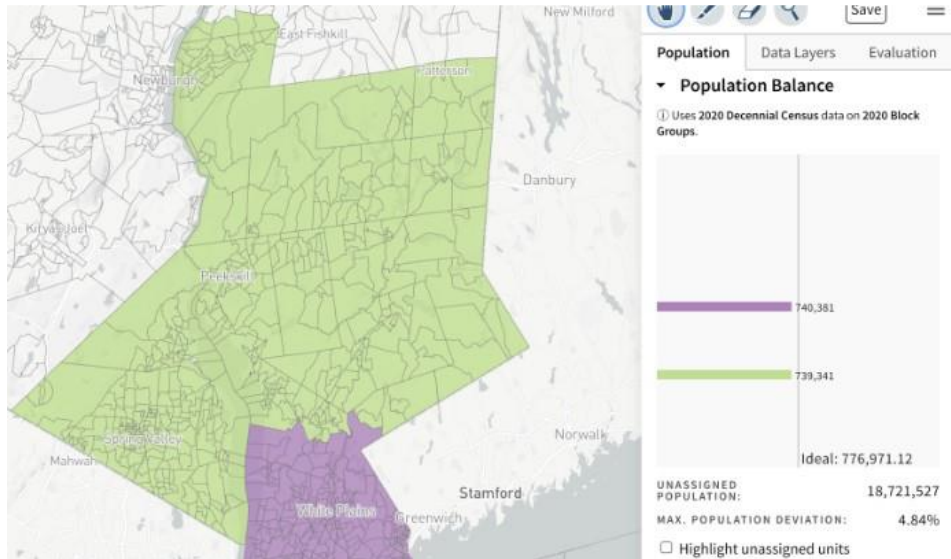 New Milford
East Fishkill
Patterson
Newburgh
Danbury
Kiryas Joel
Peekskill
Spring Valley
Mahwah
Norwalk
Stamford
White Plains
Greenwich
Save
Population
Data Layers
Evaluation
Population Balance
Uses 2020 Decennial Census data on 2020 Block
Groups.
740,381
739,341
Ideal: 776,971.12
UNASSIGNED
POPULATION:
18,721,527
MAX. POPULATION DEVIATION:
4.84%
Highlight unassigned units